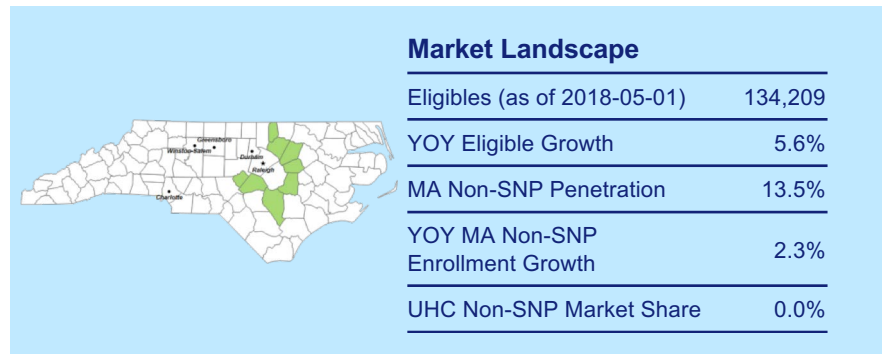 Market Landscape
Eligibles (as of 2018-05-01) 134,209
YOY Eligible Growth 5.6%
MA Non-SNP Penetration 13.5%
YOY MA Non-SNP
Enrollment Growth 2.3%
UHC Non-SNP Market Share 0.0%
Greensboro
Winston-Salem
Durham
Raleigh
Charlotte